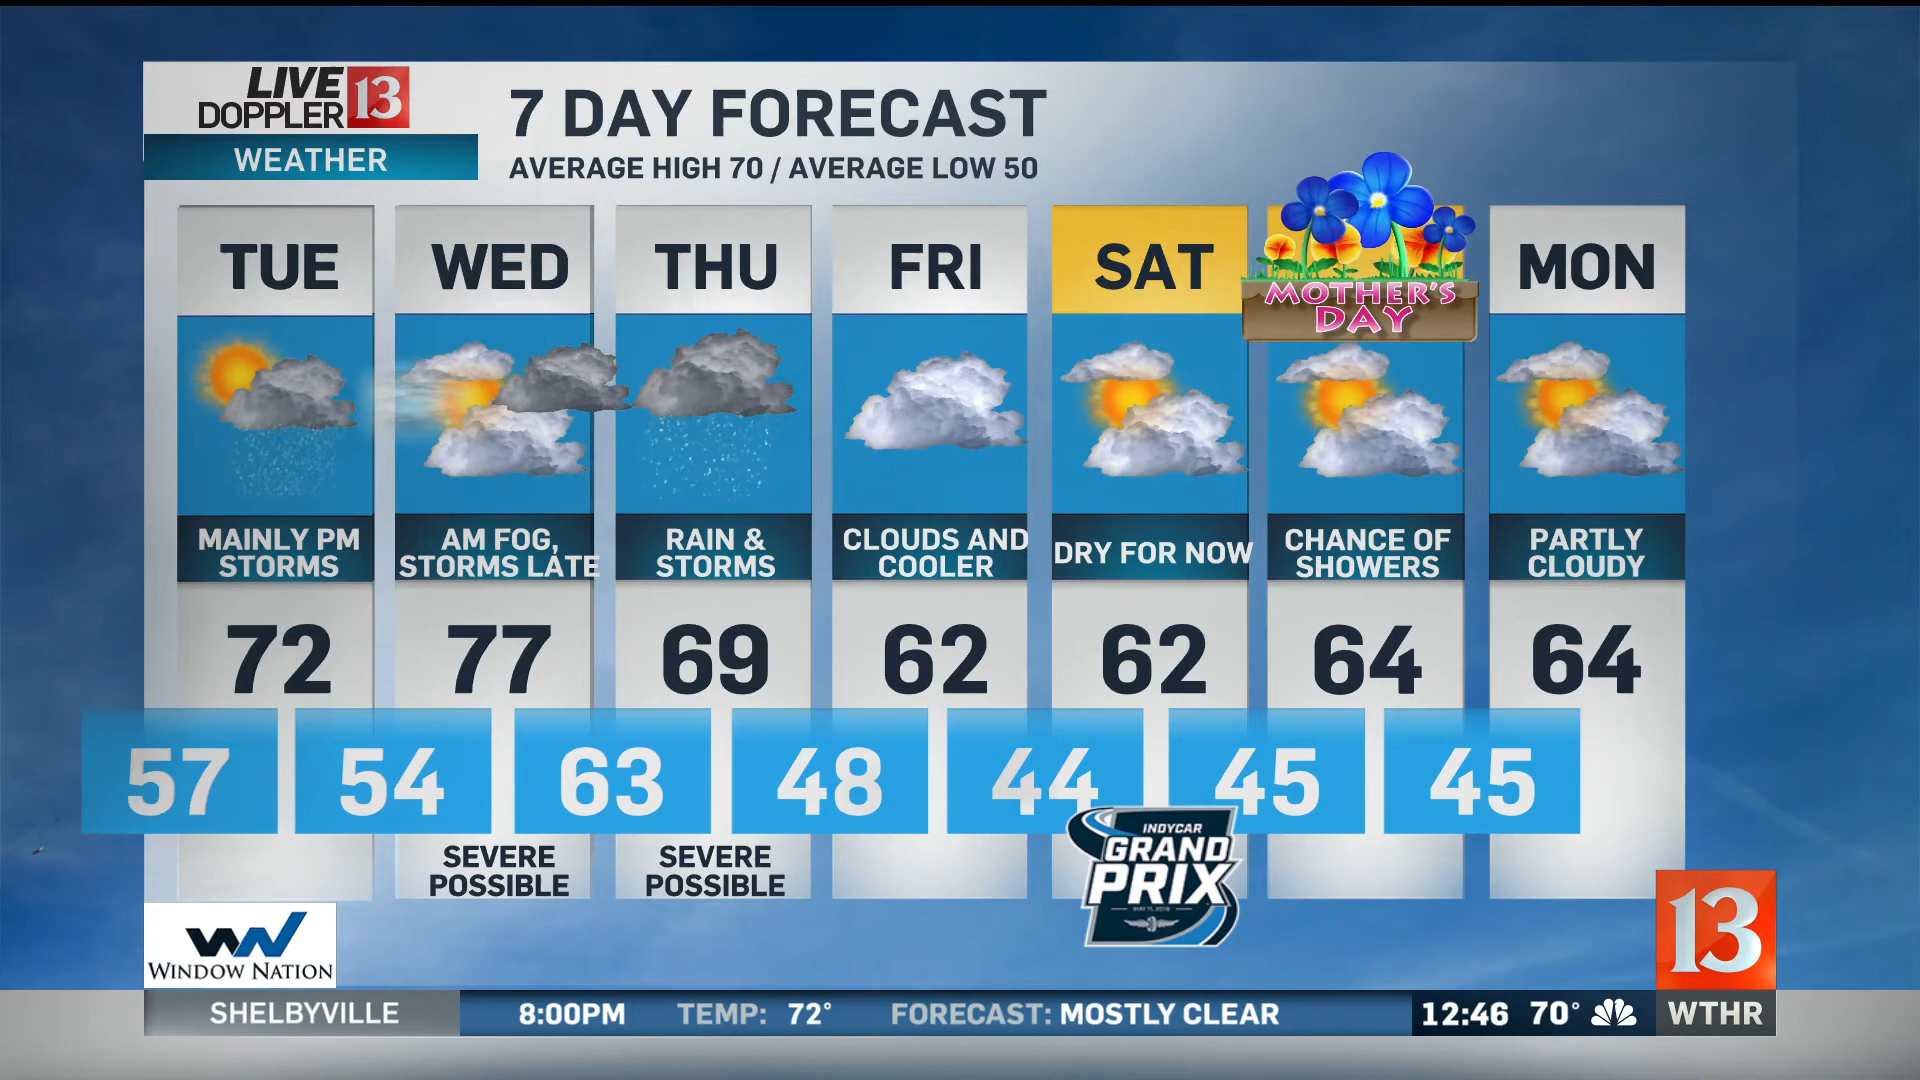 LIVE
DOPPLER 13
WEATHER
7 DAY FORECAST
AVERAGE HIGH 70 / AVERAGE LOW 50
TUE
WED
THU
FRI
SAT
MOTHER'S
DAY
MON
MAINLY PM
STORMS
AM FOG,
STORMS LATE
RAIN &
STORMS
CLOUDS AND
COOLER
DRY FOR NOW
CHANCE OF
SHOWERS
PARTLY
CLOUDY
72
77
69
62
62
64
64
57
54
63
48
44
45
45
SEVERE
POSSIBLE
SEVERE
POSSIBLE
INDYCAR
GRAND
PRIX
WINDOW NATION
13
SHELBYVILLE
8:00PM TEMP: 72° FORECAST: MOSTLY CLEAR
12:46 70°
WTHR